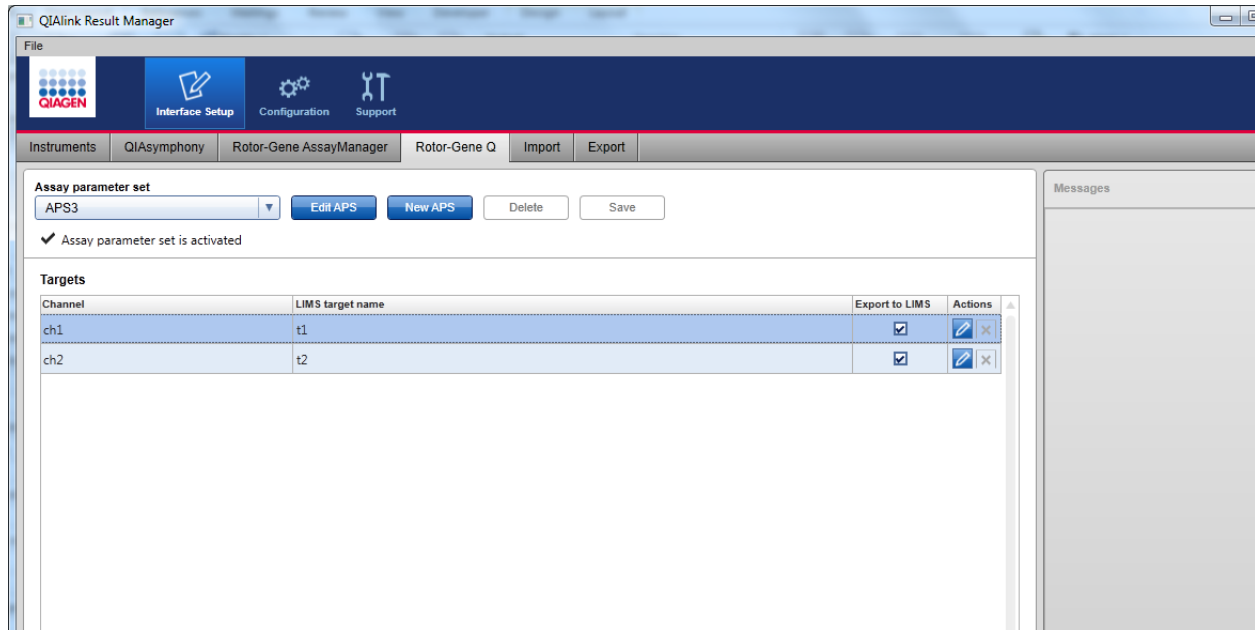 QIAlink Result Manager
File
QIAGEN
Interface Setup
Configuration
Support
Instruments
QIAsymphony
Rotor-Gene AssayManager
Rotor-Gene Q
Import
Export
Assay parameter set
APS3
Edit APS
New APS
Delete
Save
Messages
Assay parameter set is activated
Targets
Channel LIMS target name Export to LIMS Actions
ch1 t1
ch2 t2